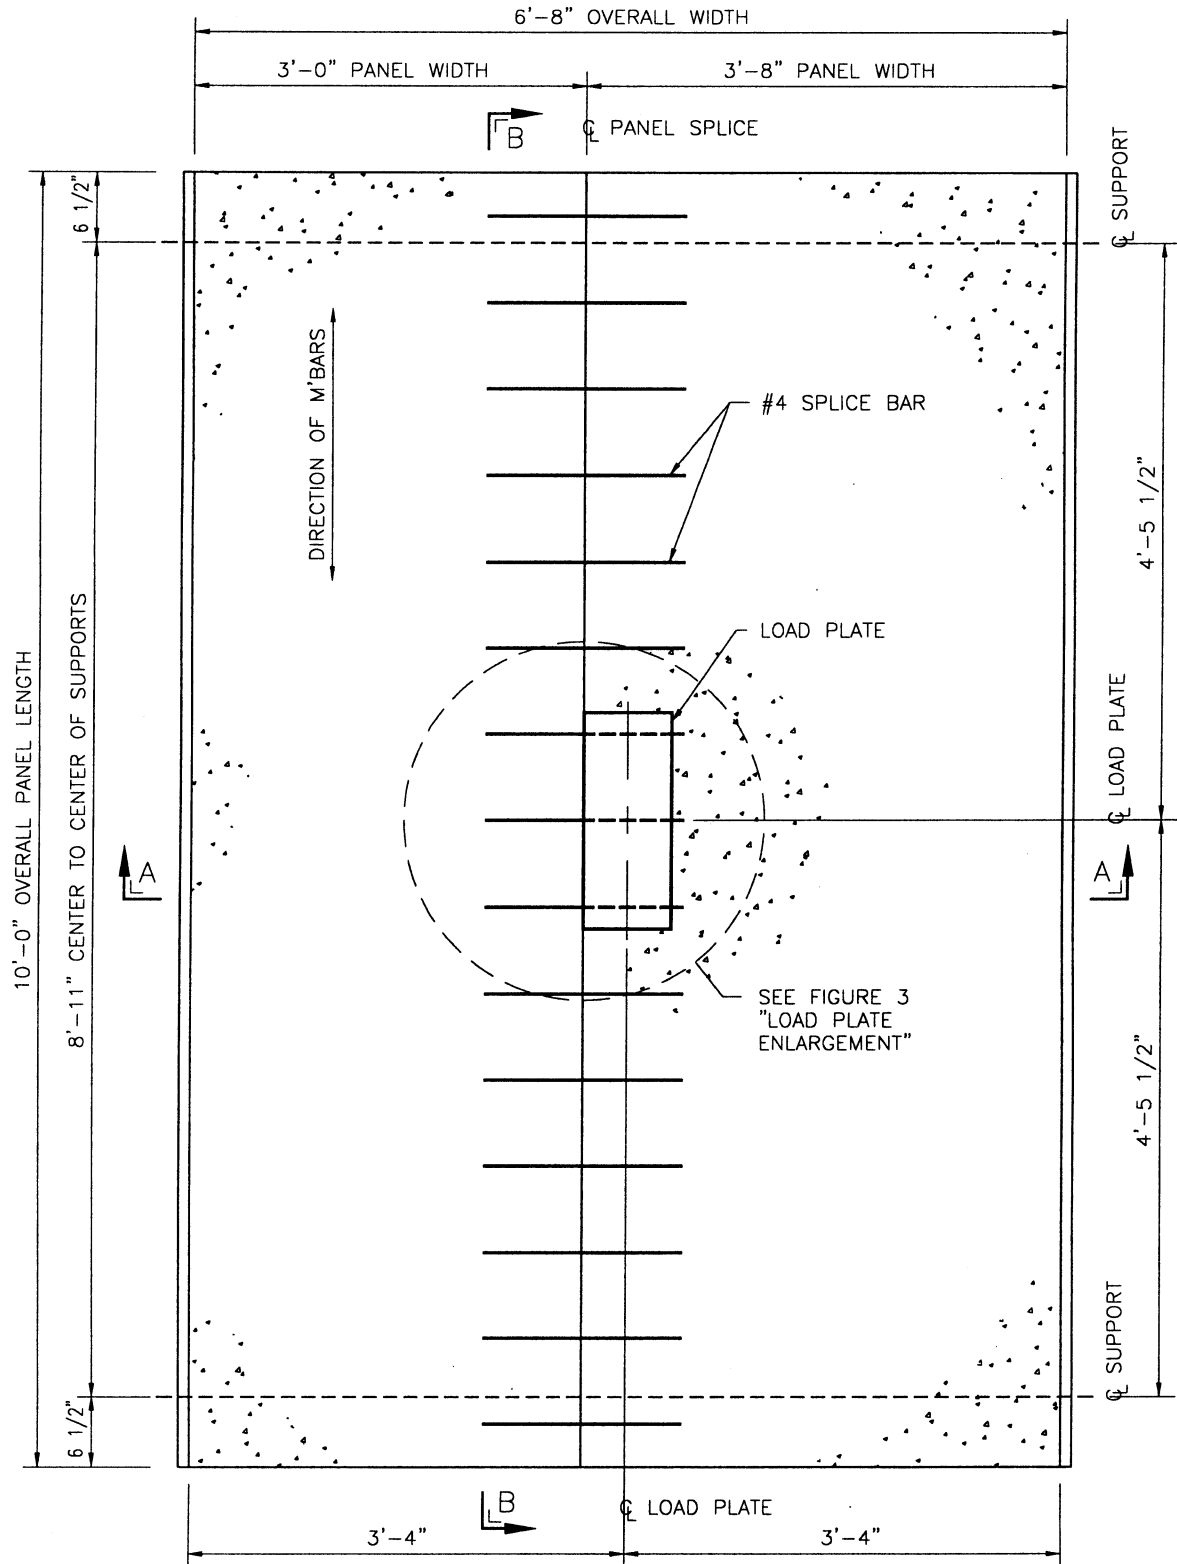 6'-8" OVERALL WIDTH
3'-0" PANEL WIDTH
3'-8" PANEL WIDTH
B
℄ PANEL SPLICE
℄ SUPPORT
6 1/2"
DIRECTION OF M'BARS
#4 SPLICE BAR
4'-5 1/2"
LOAD PLATE
10'-0" OVERALL PANEL LENGTH
8'-11" CENTER TO CENTER OF SUPPORTS
℄ LOAD PLATE
A
A
SEE FIGURE 3
"LOAD PLATE
ENLARGEMENT"
4'-5 1/2"
℄ SUPPORT
6 1/2"
B
℄ LOAD PLATE
3'-4"
3'-4"